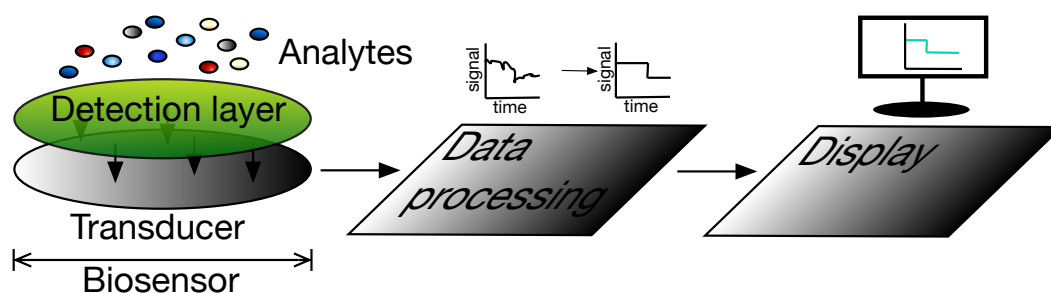 Analytes
Detection layer
Transducer
Biosensor
signal
time
signal
time
Data
processing
Display